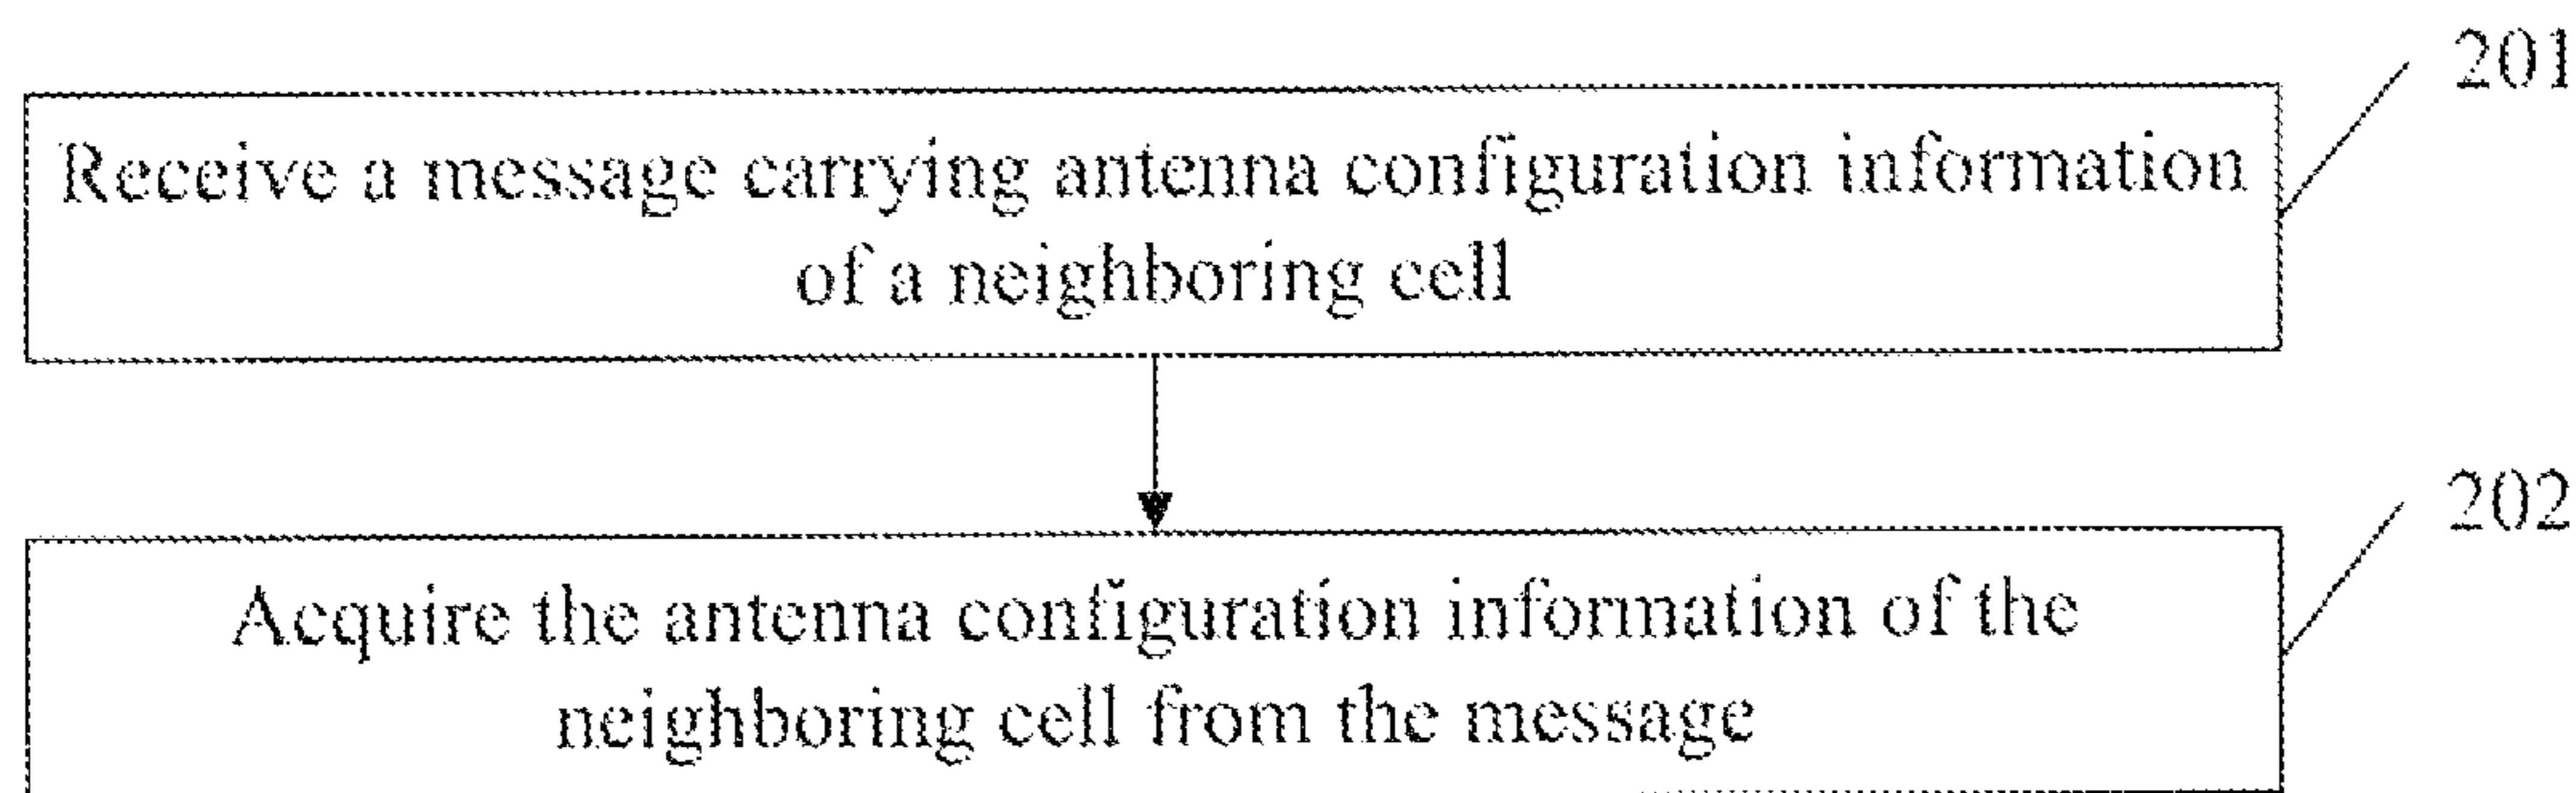 201
Receive a message carrying antenna configuration information
of a neighboring cell
202
Acquire the antenna configuration information of the
neighboring cell from the message